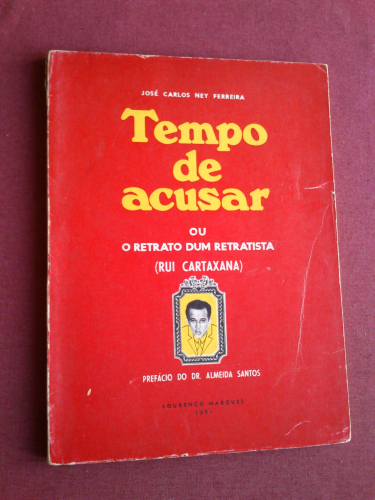 JOSÉ CARLOS NEY FERREIRA
Tempo
de
acusar
OU
O RETRATO DUM RETRATISTA
(RUI CARTAXANA)
PREFÁCIO DO DR. ALMEIDA SANTOS
LOURENÇO MARQUES
1971